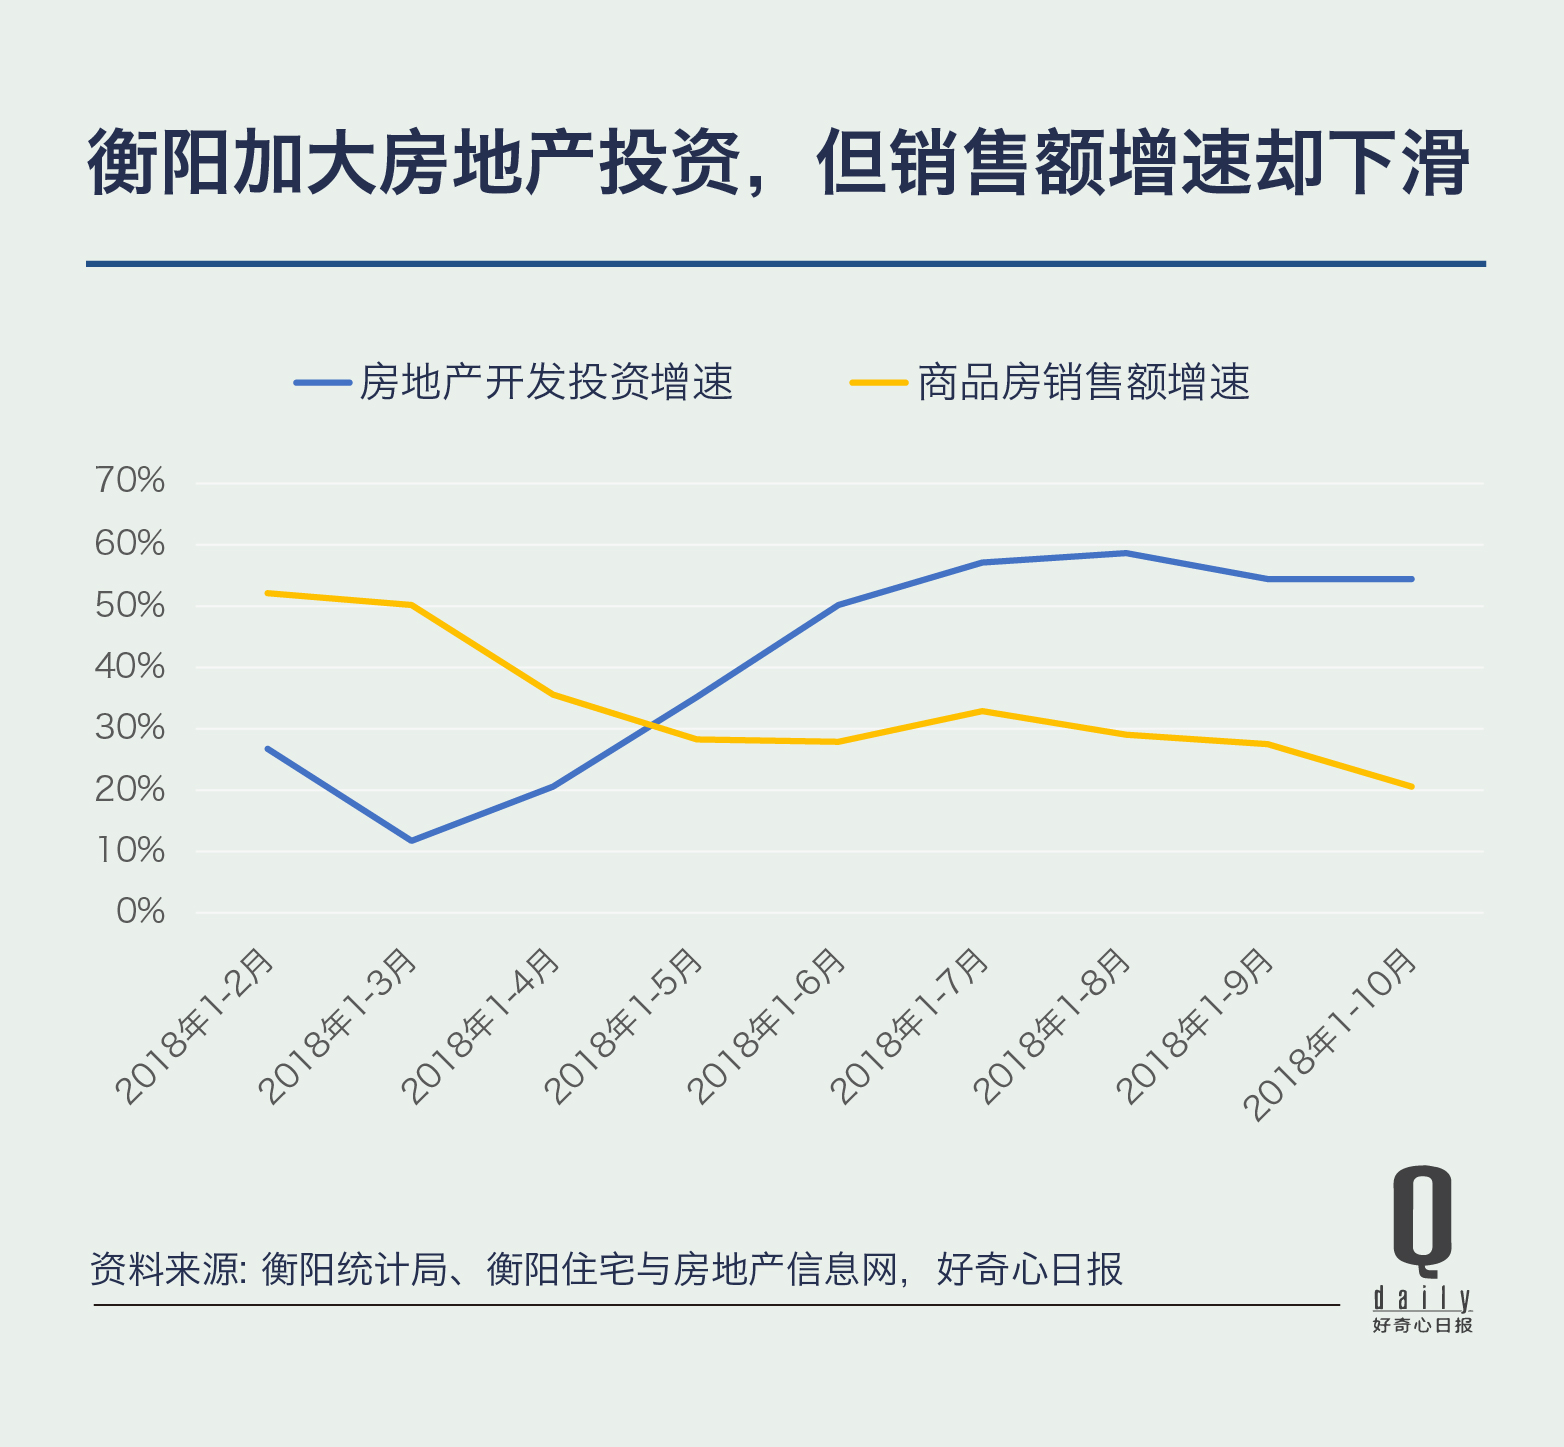 衡阳加大房地产投资，但销售额增速却下滑
房地产开发投资增速 商品房销售额增速
70%
60%
50%
40%
30%
20%
10%
0%
2018年1-2月 2018年1-3月 2018年1-4月 2018年1-5月 2018年1-6月 2018年1-7月 2018年1-8月 2018年1-9月 2018年1-10月
资料来源: 衡阳统计局、衡阳住宅与房地产信息网，好奇心日报
Q
daily
好奇心日报